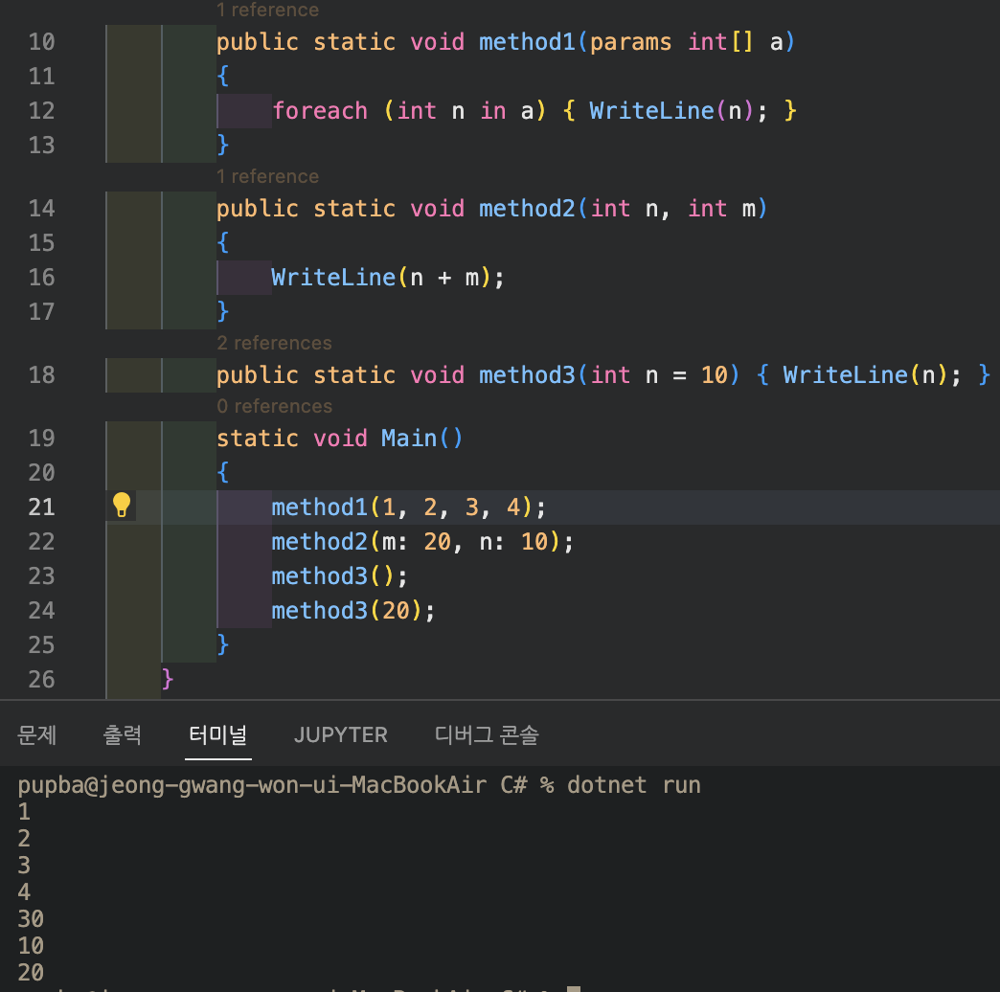 1 reference
10 public static void method1(params int[] a)
11 {
12 foreach (int n in a) { WriteLine(n); }
13 }
1 reference
14 public static void method2(int n, int m)
15 {
16 WriteLine(n + m);
17 }
2 references
18 public static void method3(int n = 10) { WriteLine(n); }
0 references
19 static void Main()
20 {
21 method1(1, 2, 3, 4);
22 method2(m: 20, n: 10);
23 method3();
24 method3(20);
25 }
26 }
문제 출력 터미널 JUPYTER 디버그 콘솔
pupba@jeong-gwang-won-ui-MacBookAir C# % dotnet run
1
2
3
4
30
10
20